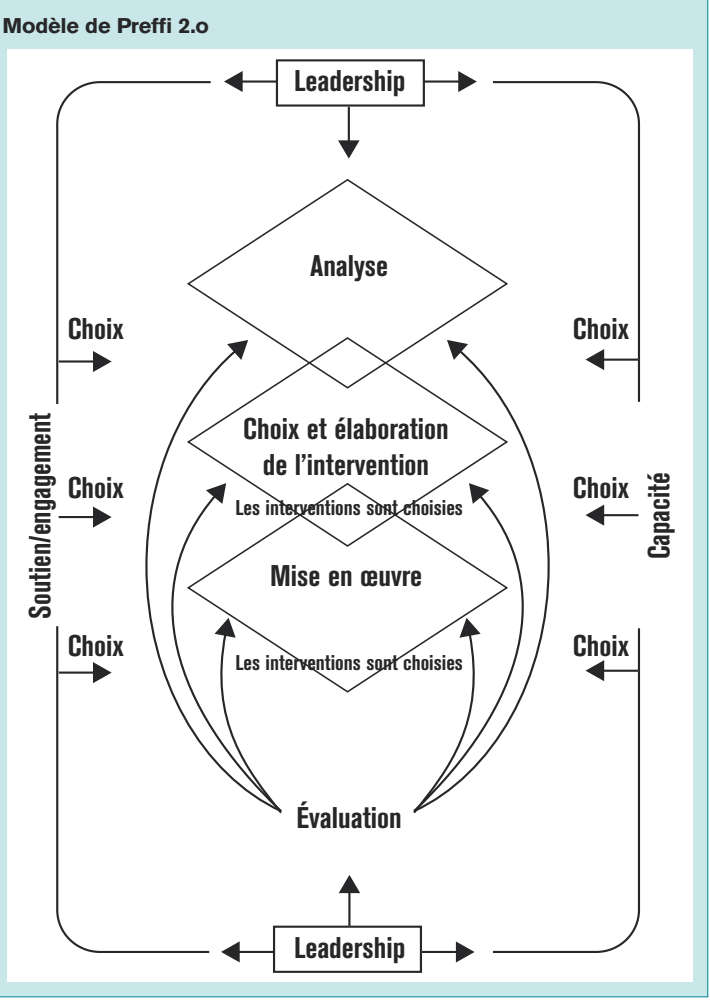 Modèle de Preffi 2.o
Leadership
Analyse
Choix
Choix
Choix et élaboration
de l'intervention
Soutien/engagement
Choix
Les interventions sont choisies
Choix
Capacité
Mise en œuvre
Choix
Les interventions sont choisies
Choix
Évaluation
Leadership